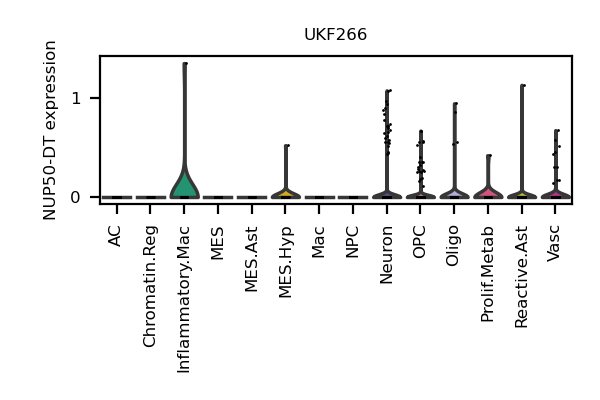 UKF266
NUP50-DT expression
1
0
AC
Chromatin.Reg
Inflammatory.Mac
MES
MES.Ast
MES.Hyp
Mac
NPC
Neuron
OPC
Oligo
Prolif.Metab
Reactive.Ast
Vasc